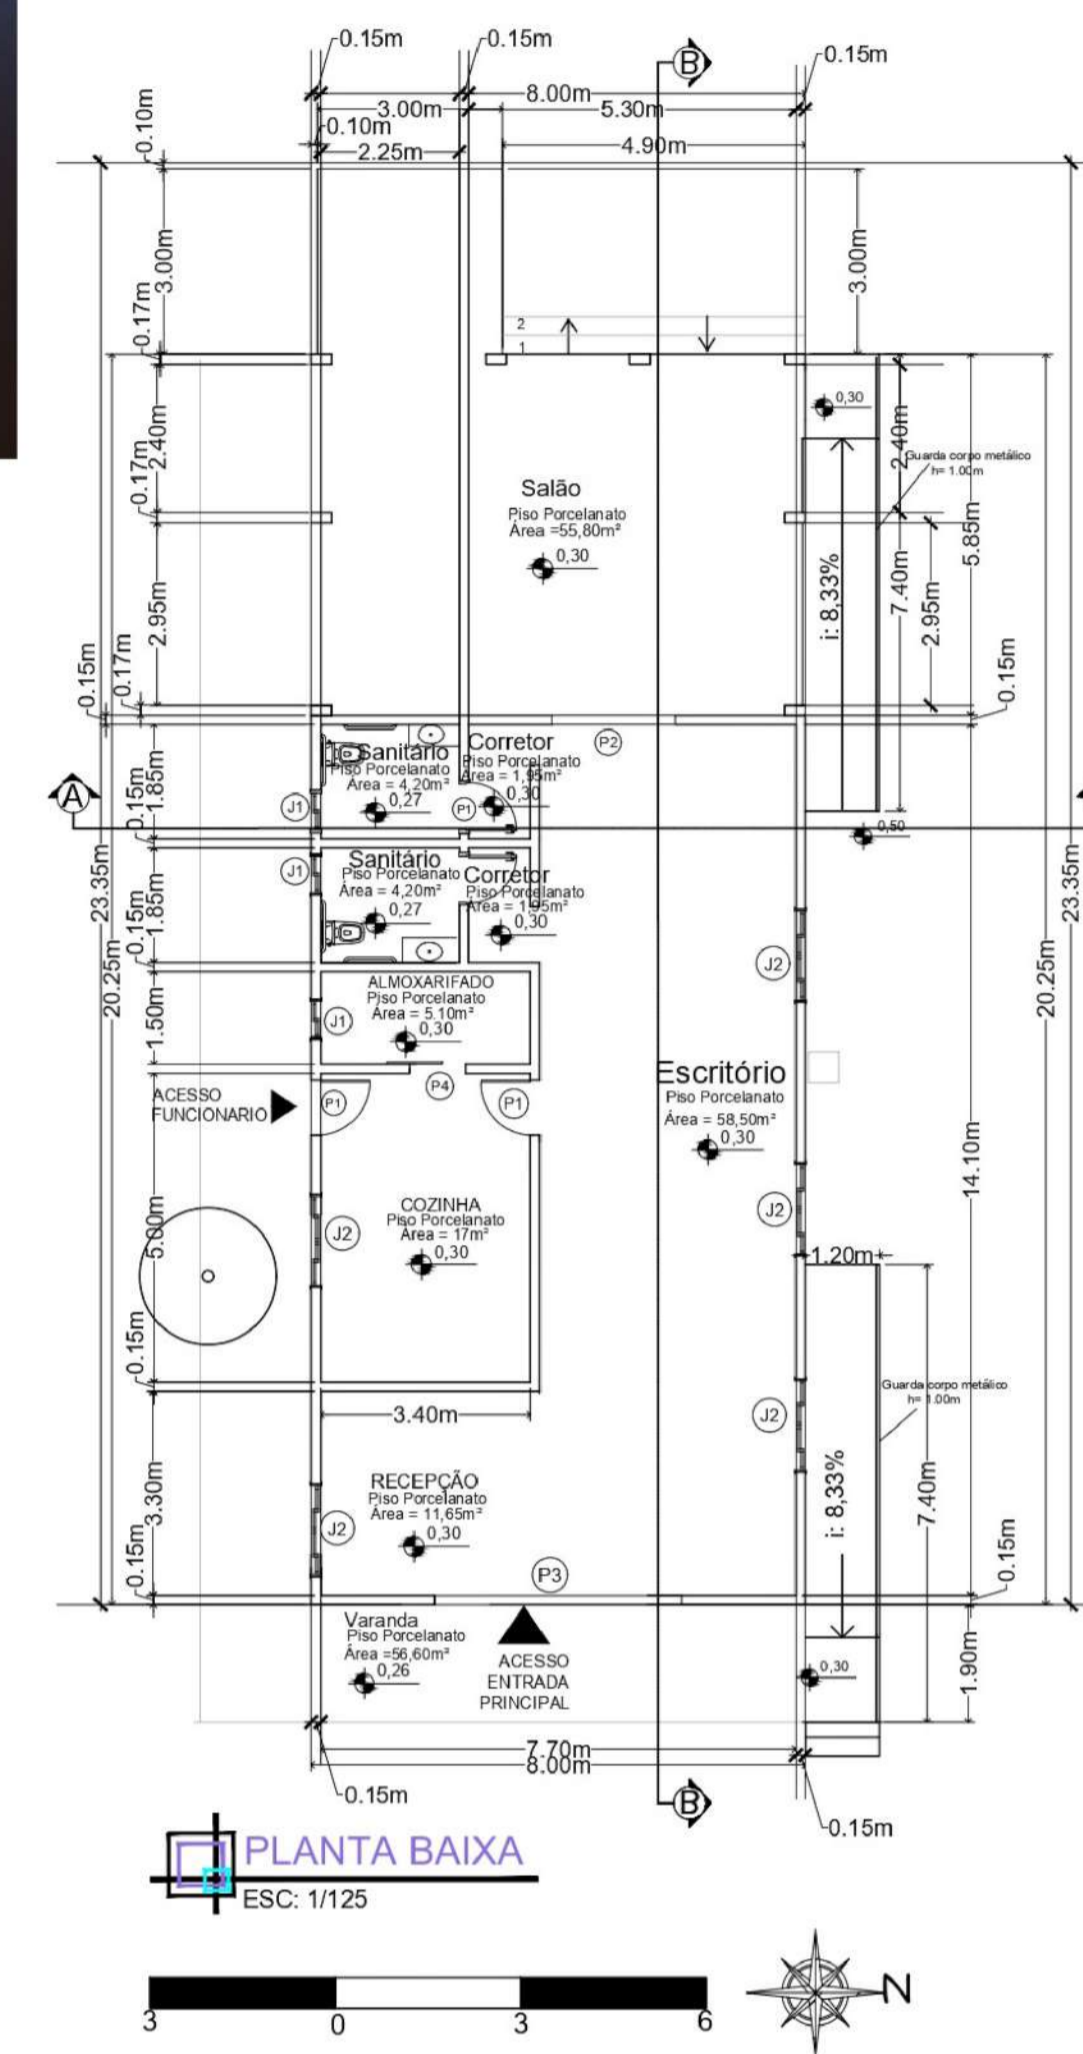 0.15m
0.15m
0.15m
B
8.00m
3.00m
5.30m
0.10m
0.10m
2.25m
4.90m
3.00m
3.00m
0.17m
2
1
0,30
2.40m
2.40m
Guarda corpo metálico
h= 1.00m
0.17m
Salão
Piso Porcelanato
Área =55,80m²
0,30
5.85m
i: 8,33%
7.40m
2.95m
2.95m
0.15m
0.17m
0.15m
P2
Sanitário
Piso Porcelanato
Área = 4,20m²
0,27
Corretor
Piso Porcelanato
Área = 1,95m²
0,30
A
J1
P1
0.15m
1.85m
0,50
J1
Sanitário
Piso Porcelanato
Área = 4,20m²
0,27
Corretor
Piso Porcelanato
Área = 1,95m²
0,30
23.35m
23.35m
0.15m
1.85m
20.25m
20.25m
J2
ALMOXARIFADO
Piso Porcelanato
Área = 5.10m²
0,30
J1
1.50m
Escritório
Piso Porcelanato
Área = 58,50m²
0,30
P4
ACESSO
FUNCIONARIO
P1
P1
14.10m
COZINHA
Piso Porcelanato
Área = 17m²
0,30
J2
J2
5.00m
1.20m
0.15m
Guarda corpo metálico
h= 1.00m
3.40m
J2
RECEPÇÃO
Piso Porcelanato
Área = 11,65m²
0,30
3.30m
i: 8,33%
7.40m
J2
0.15m
0.15m
P3
Varanda
Piso Porcelanato
Área =56,60m²
0,26
ACESSO
ENTRADA
PRINCIPAL
0,30
1.90m
7.70m
8.00m
0.15m
B
0.15m
PLANTA BAIXA
ESC: 1/125
N
3 0 3 6